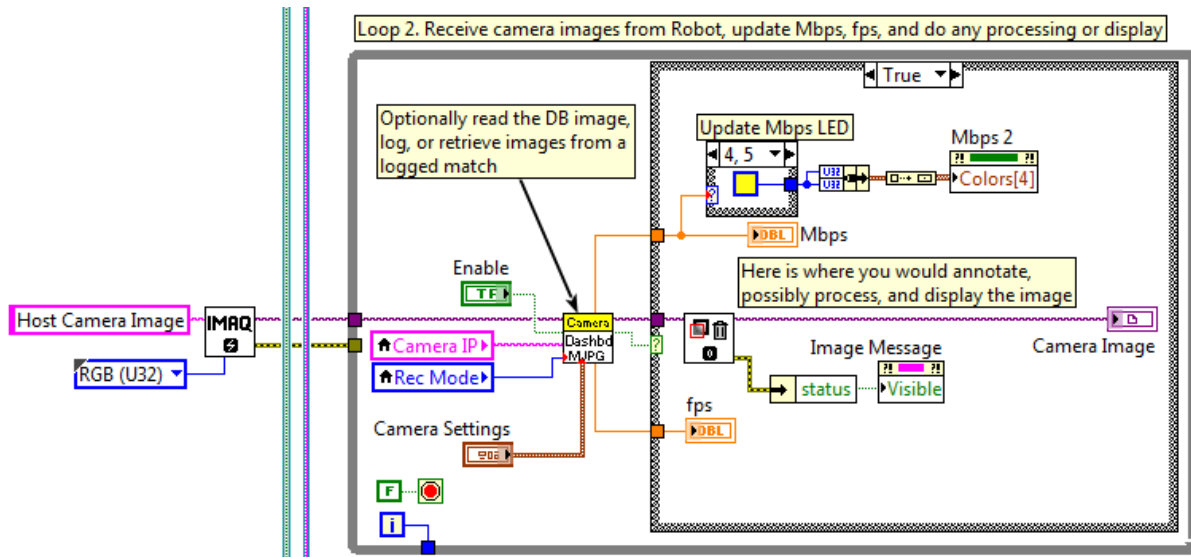 Loop 2. Receive camera images from Robot, update Mbps, fps, and do any processing or display
True
Optionally read the DB image,
log, or retrieve images from a
logged match
Update Mbps LED
4, 5
U32
U32
Mbps 2
Colors[4]
DBL
Mbps
Enable
TF
Here is where you would annotate,
possibly process, and display the image
Host Camera Image
IMAQ
RGB (U32)
Camera
Dashbd
MJPG
Camera IP
Rec Mode
?
?
Camera Image
Image Message
status
Visible
fps
DBL
Camera Settings
F
i